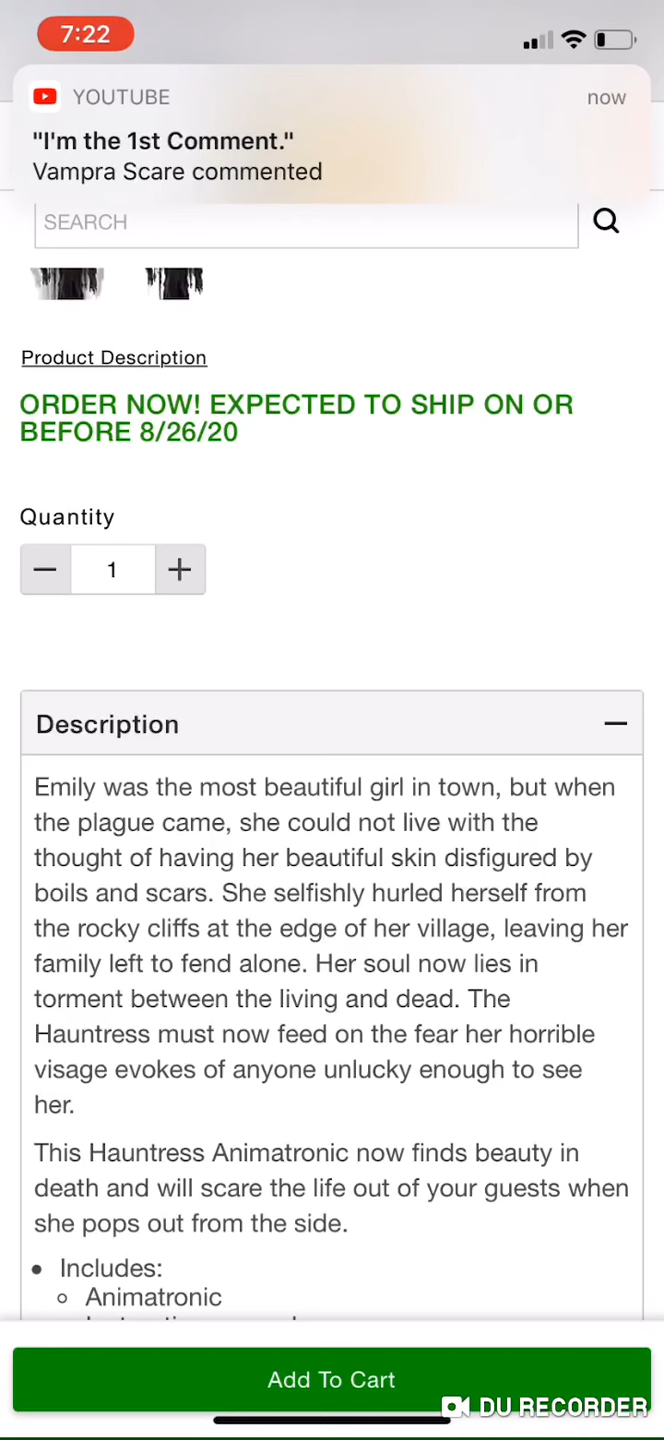 7:22
YOUTUBE
now
"I'm the 1st Comment."
Vampra Scare commented
SEARCH
Product Description
ORDER NOW! EXPECTED TO SHIP ON OR
BEFORE 8/26/20
Quantity
1
Description
Emily was the most beautiful girl in town, but when
the plague came, she could not live with the
thought of having her beautiful skin disfigured by
boils and scars. She selfishly hurled herself from
the rocky cliffs at the edge of her village, leaving her
family left to fend alone. Her soul now lies in
torment between the living and dead. The
Hauntress must now feed on the fear her horrible
visage evokes of anyone unlucky enough to see
her.
This Hauntress Animatronic now finds beauty in
death and will scare the life out of your guests when
she pops out from the side.
• Includes:
◦ Animatronic
Add To Cart
DU RECORDER